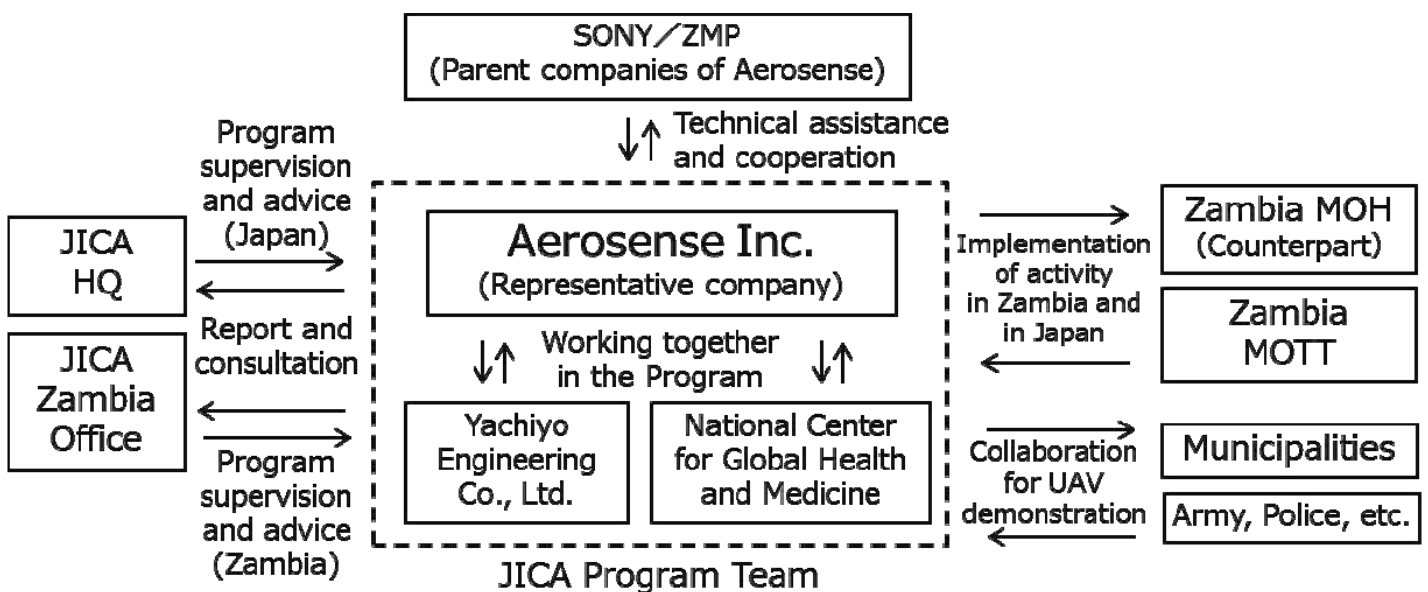 SONY／ZMP
(Parent companies of Aerosense)
Technical assistance
and cooperation
Program
supervision
and advice
(Japan)
JICA
HQ
Report and
consultation
JICA
Zambia
Office
Program
supervision
and advice
(Zambia)
Aerosense Inc.
(Representative company)
Working together
in the Program
Yachiyo
Engineering
Co., Ltd.
National Center
for Global Health
and Medicine
JICA Program Team
Implementation
of activity
in Zambia and
in Japan
Zambia MOH
(Counterpart)
Zambia
MOTT
Collaboration
for UAV
demonstration
Municipalities
Army, Police, etc.